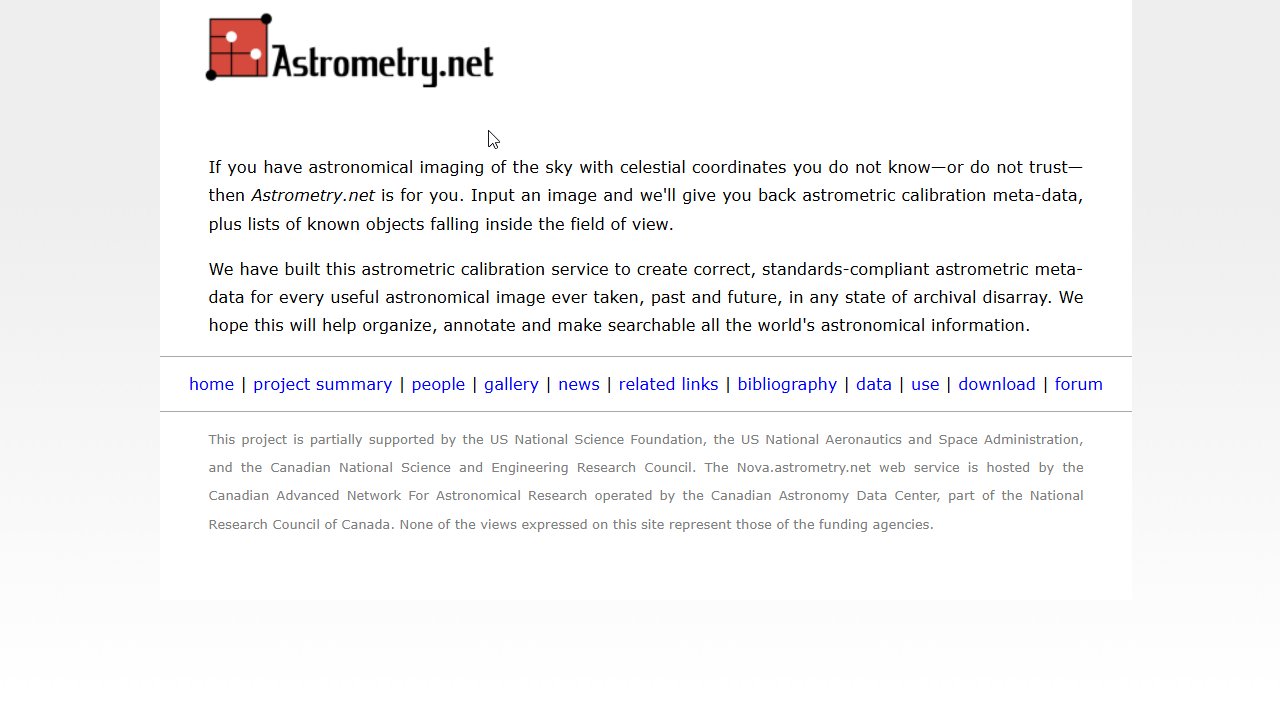 Astrometry.net
If you have astronomical imaging of the sky with celestial coordinates you do not know—or do not trust—
then Astrometry.net is for you. Input an image and we'll give you back astrometric calibration meta-data,
plus lists of known objects falling inside the field of view.
We have built this astrometric calibration service to create correct, standards-compliant astrometric meta-
data for every useful astronomical image ever taken, past and future, in any state of archival disarray. We
hope this will help organize, annotate and make searchable all the world's astronomical information.
home | project summary | people | gallery | news | related links | bibliography | data | use | download | forum
This project is partially supported by the US National Science Foundation, the US National Aeronautics and Space Administration,
and the Canadian National Science and Engineering Research Council. The Nova.astrometry.net web service is hosted by the
Canadian Advanced Network For Astronomical Research operated by the Canadian Astronomy Data Center, part of the National
Research Council of Canada. None of the views expressed on this site represent those of the funding agencies.